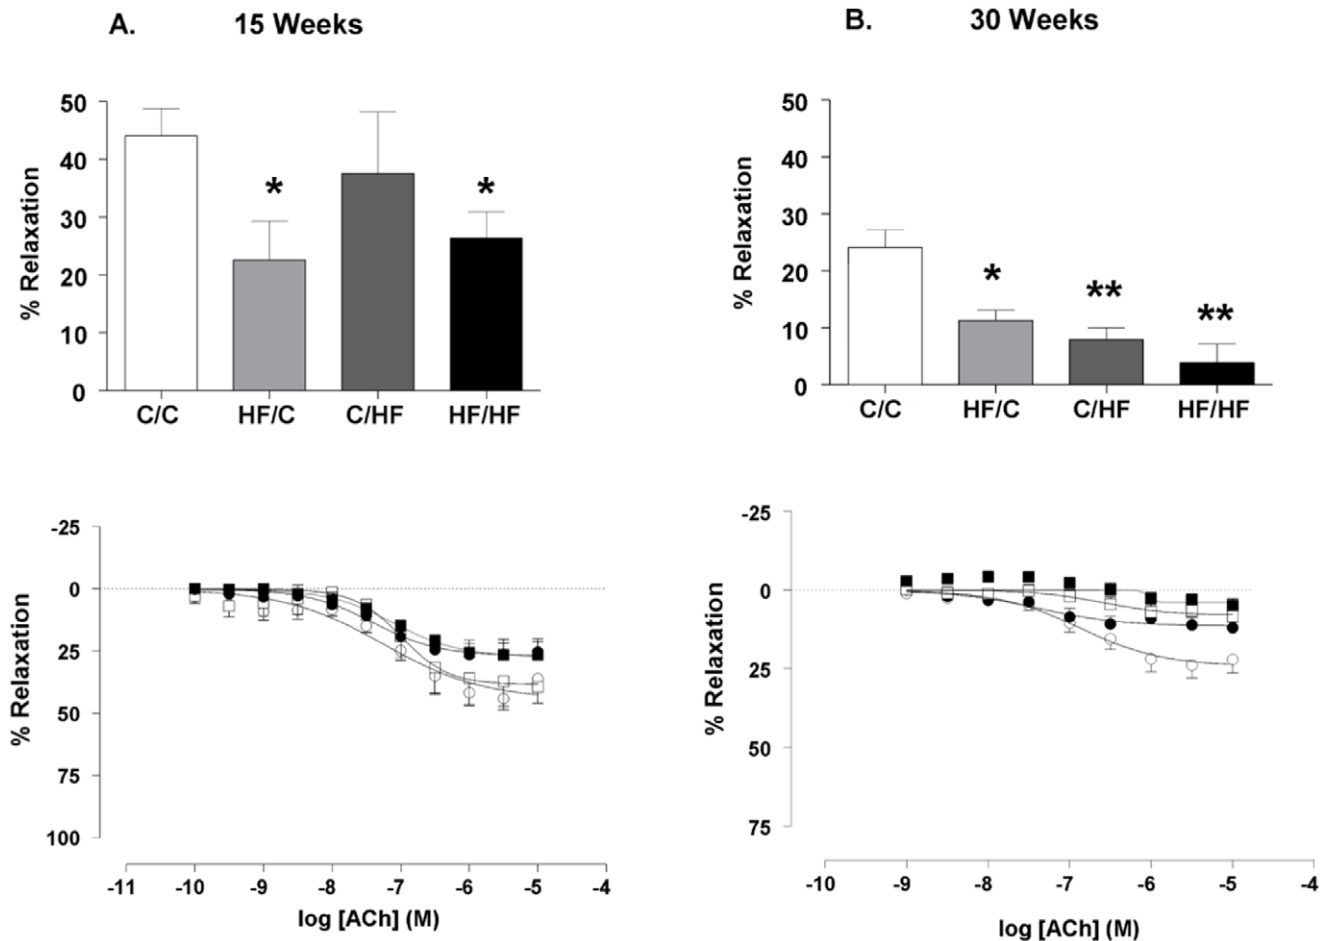 A. 15 Weeks
50
40
30
20
10
0
% Relaxation
* *
C/C HF/C C/HF HF/HF
-25
0
25
50
75
100
% Relaxation
-11 -10 -9 -8 -7 -6 -5 -4
log [ACh] (M)
B. 30 Weeks
50
40
30
20
10
0
% Relaxation
* ** **
C/C HF/C C/HF HF/HF
-25
0
25
50
75
% Relaxation
-10 -9 -8 -7 -6 -5 -4
log [ACh] (M)